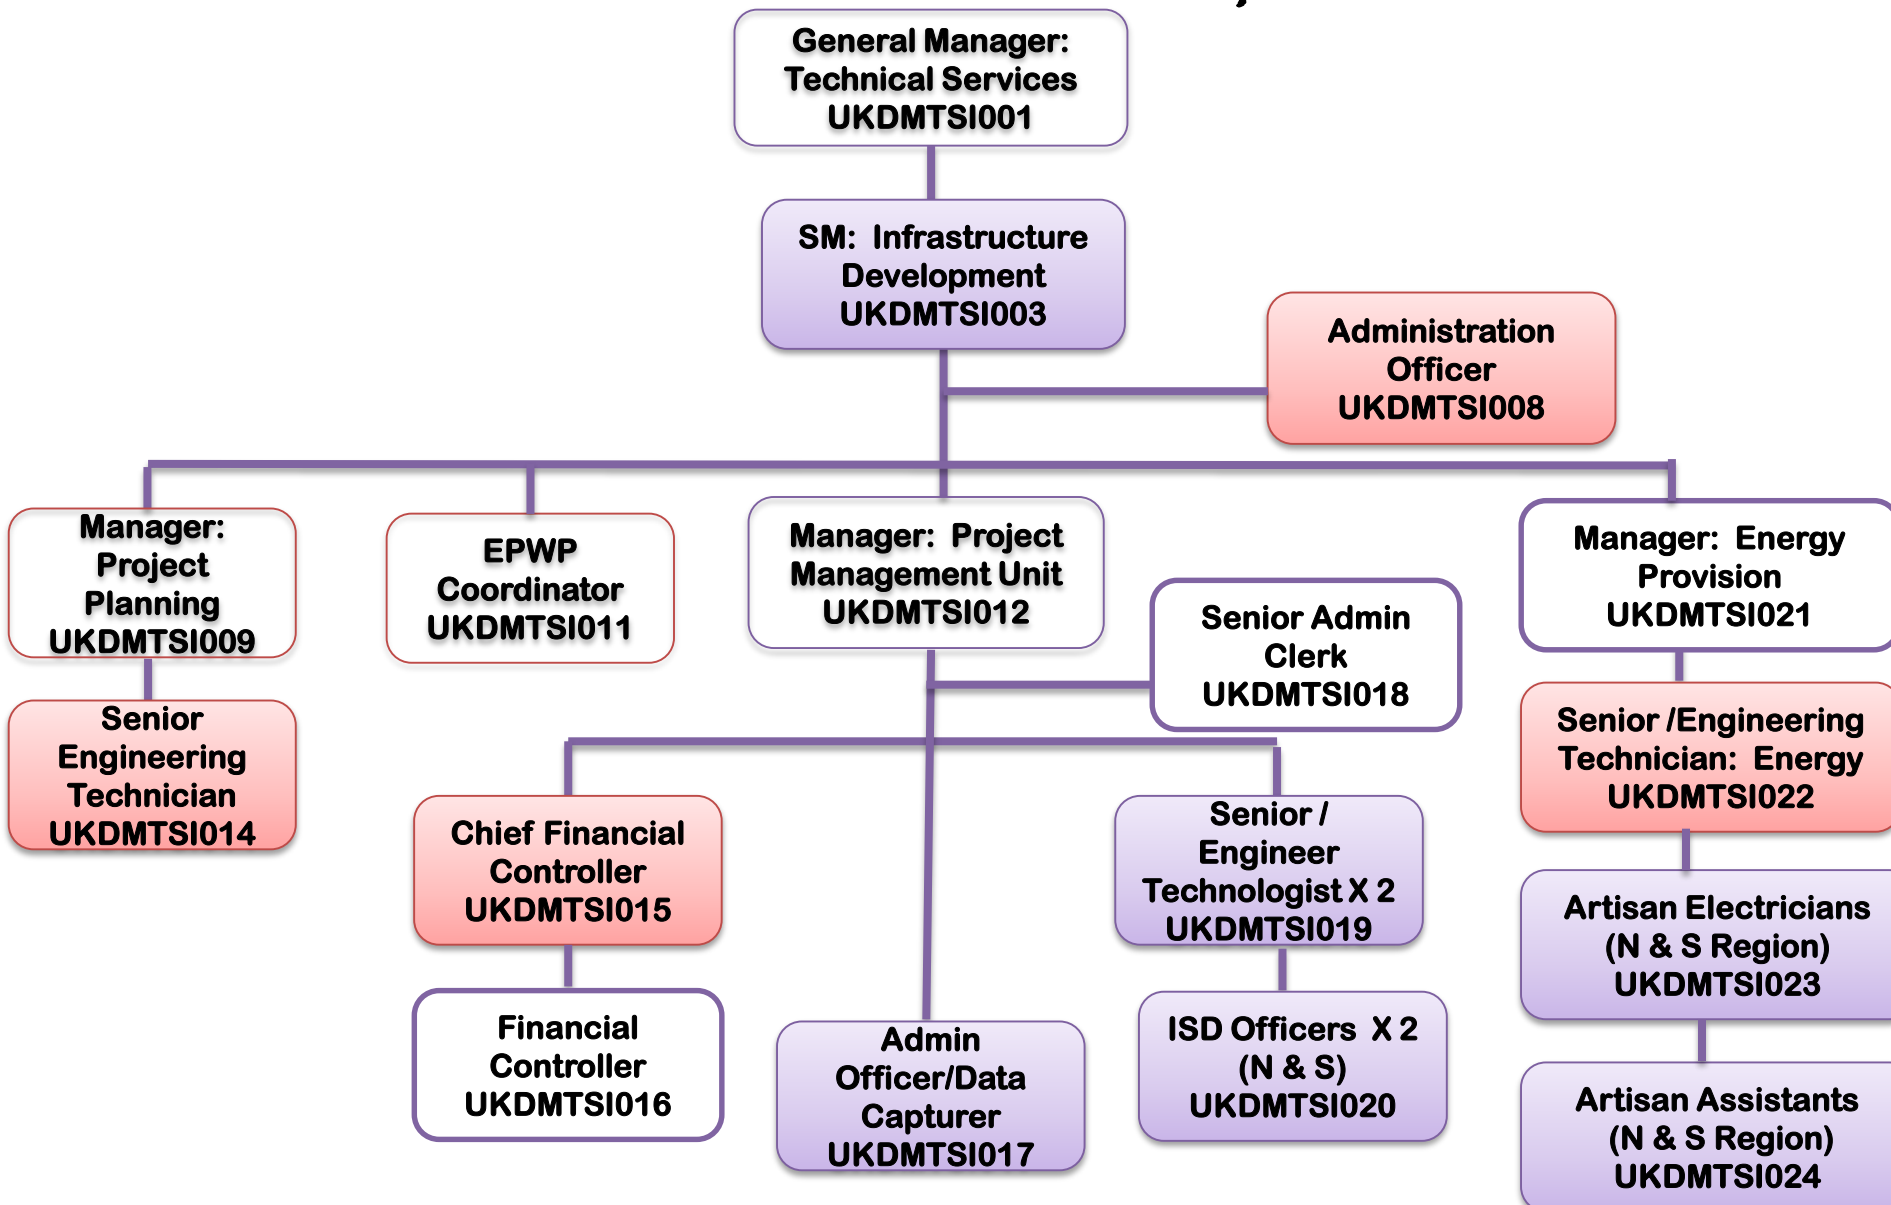 General Manager:
Technical Services
UKDMTSI001
SM:  Infrastructure
Development
UKDMTSI003
Administration
Officer
UKDMTSI008
Manager:
Project
Planning
UKDMTSI009
EPWP
Coordinator
UKDMTSI011
Manager:  Project
Management Unit
UKDMTSI012
Senior Admin
Clerk
UKDMTSI018
Manager:  Energy
Provision
UKDMTSI021
Senior
Engineering
Technician
UKDMTSI014
Senior /Engineering
Technician:  Energy
UKDMTSI022
Chief Financial
Controller
UKDMTSI015
Senior /
Engineer
Technologist X 2
UKDMTSI019
Artisan Electricians
(N & S Region)
UKDMTSI023
Financial
Controller
UKDMTSI016
Admin
Officer/Data
Capturer
UKDMTSI017
ISD Officers  X 2
(N & S)
UKDMTSI020
Artisan Assistants
(N & S Region)
UKDMTSI024